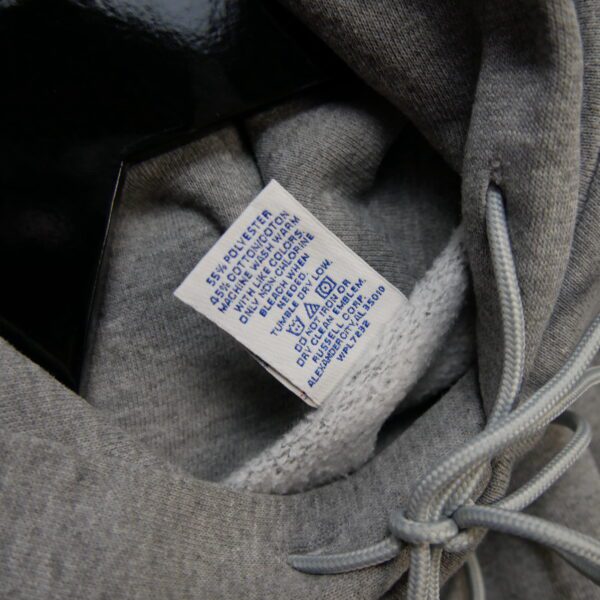 55% POLYESTER
45% COTTON/COTON
MACHINE WASH WARM
WITH LIKE COLORS.
ONLY NON-CHLORINE
BLEACH WHEN
NEEDED.
TUMBLE DRY LOW.
DO NOT IRON OR
DRY CLEAN EMBLEM.
RUSSELL CORP.
ALEXANDER CITY, AL 35010
WPL 7232